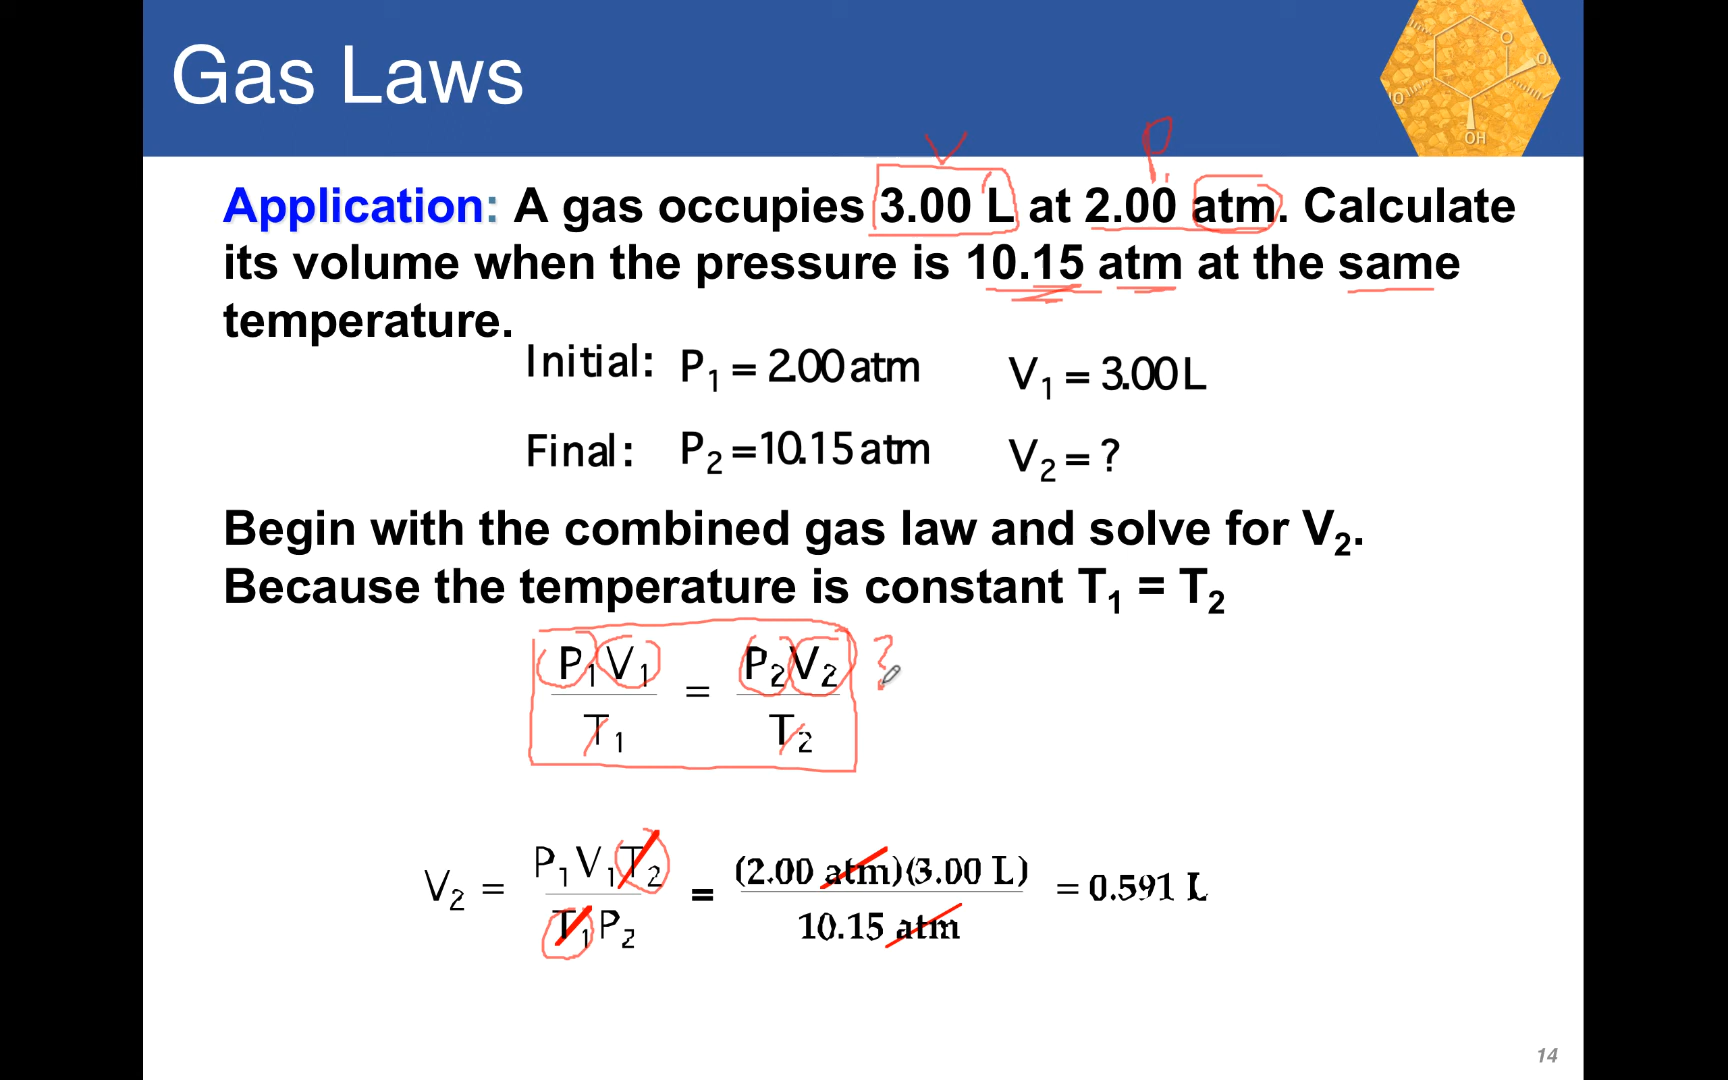 Gas Laws
O
O
O
OH
V P
Application: A gas occupies 3.00 L at 2.00 atm. Calculate
its volume when the pressure is 10.15 atm at the same
temperature.
Initial: P₁ = 2.00 atm V₁ = 3.00 L
Final: P₂ = 10.15 atm V₂ = ?
Begin with the combined gas law and solve for V₂.
Because the temperature is constant T₁ = T₂
P₁V₁ / T₁ = P₂V₂ / T₂ ?
V₂ = P₁V₁T₂ / T₁P₂ = (2.00 atm)(3.00 L) / 10.15 atm = 0.591 L
14